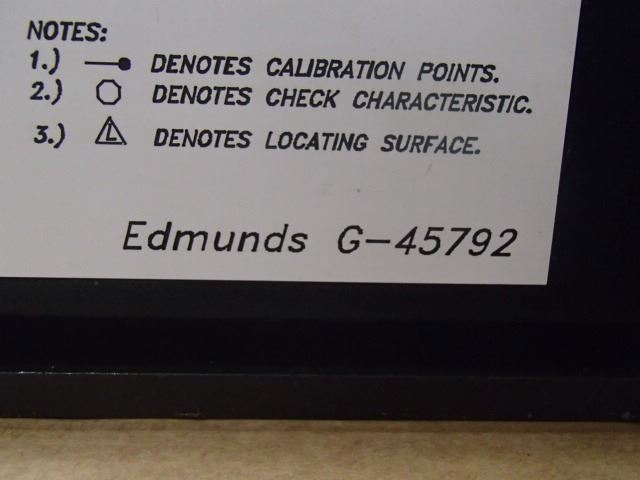 NOTES:
1.) DENOTES CALIBRATION POINTS.
2.) DENOTES CHECK CHARACTERISTIC.
3.) L DENOTES LOCATING SURFACE.
Edmunds G-45792